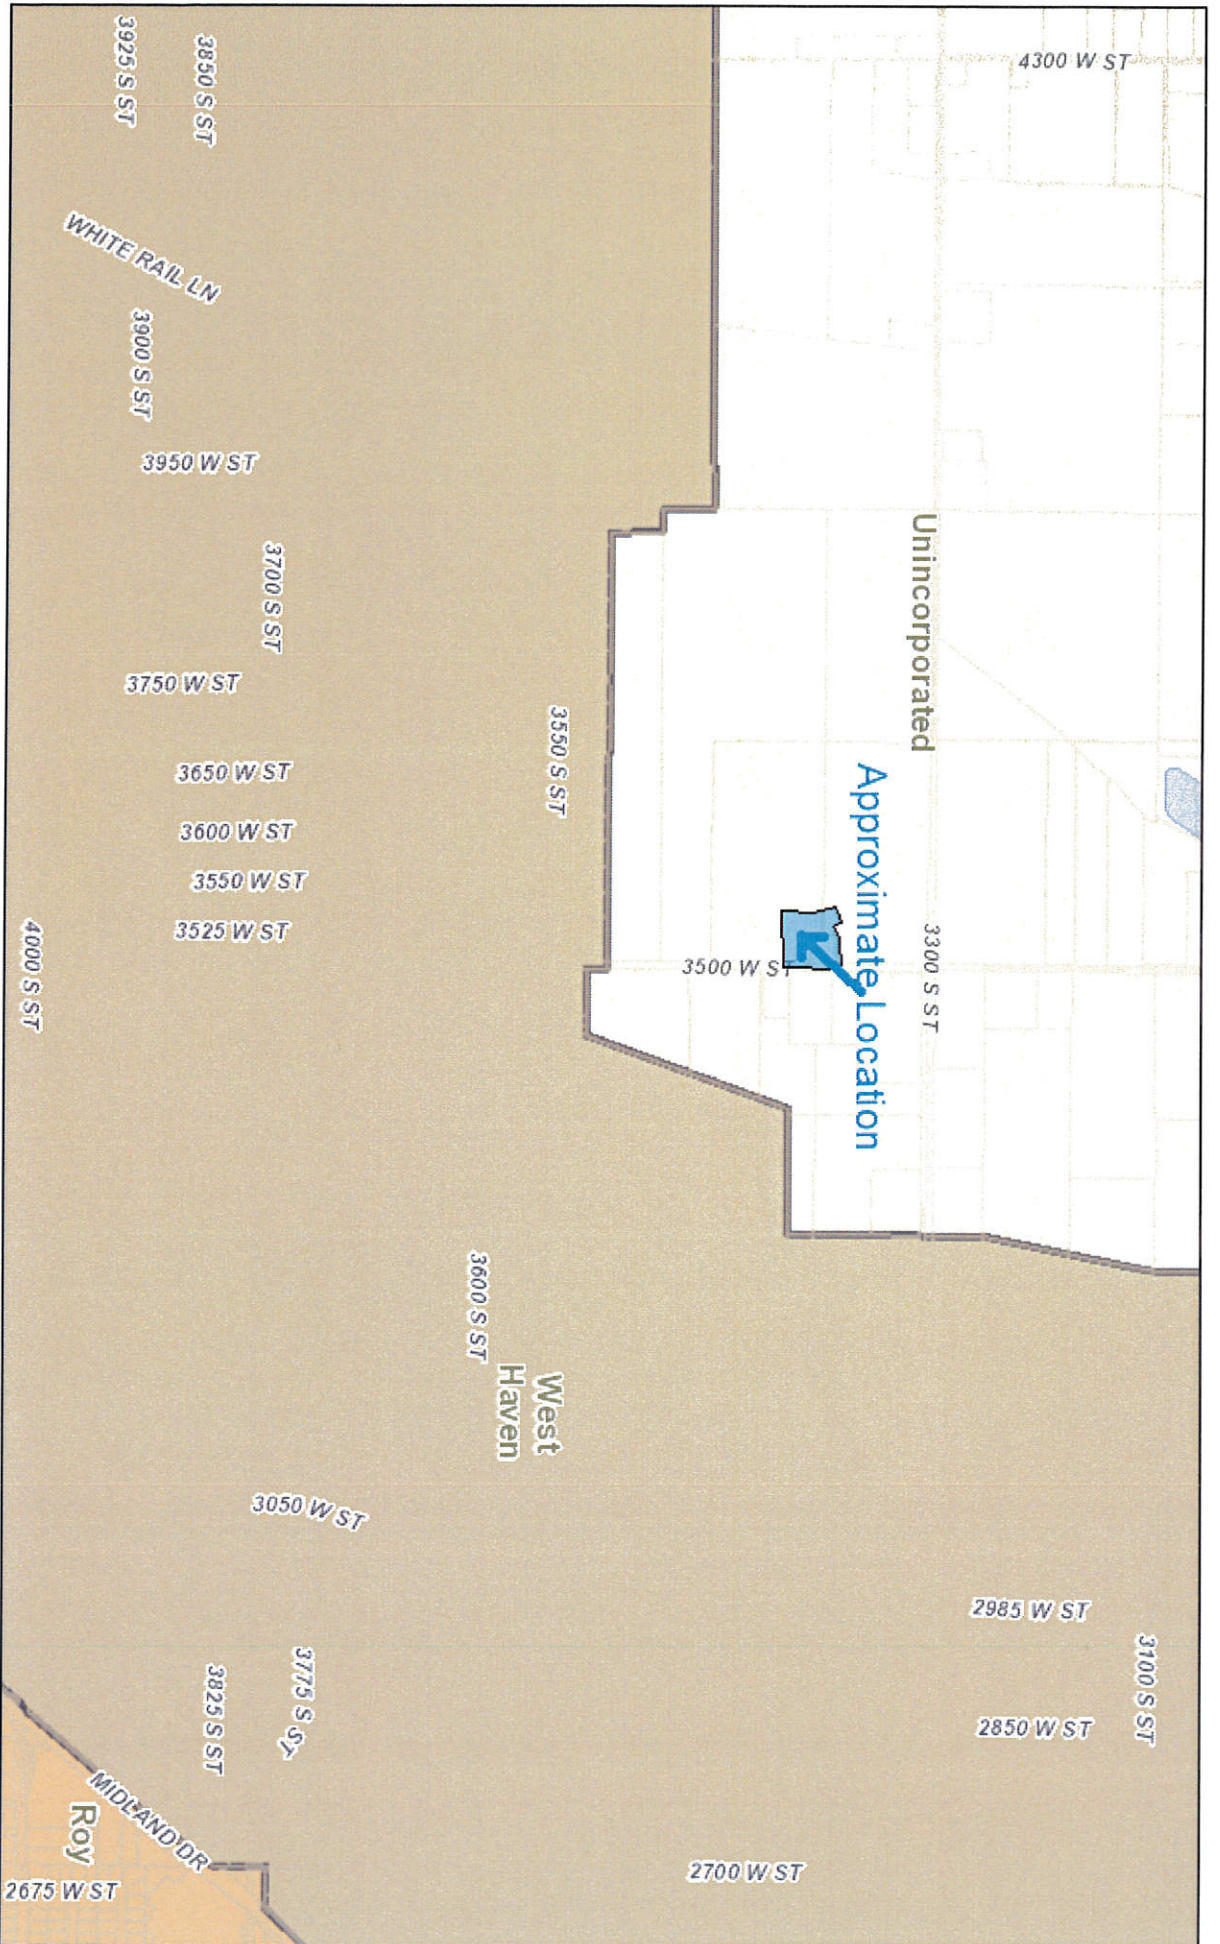 4300 W ST
3925 S ST
3850 S ST
WHITE RAIL LN
3900 S ST
3950 W ST
3700 S ST
3750 W ST
3650 W ST
3600 W ST
3550 W ST
3525 W ST
4000 S ST
3550 S ST
Unincorporated
Approximate Location
3500 W ST
3300 S ST
3600 S ST
West
Haven
3050 W ST
2985 W ST
3100 S ST
2850 W ST
3775 S ST
3825 S ST
MIDLAND DR
Roy
2675 W ST
2700 W ST